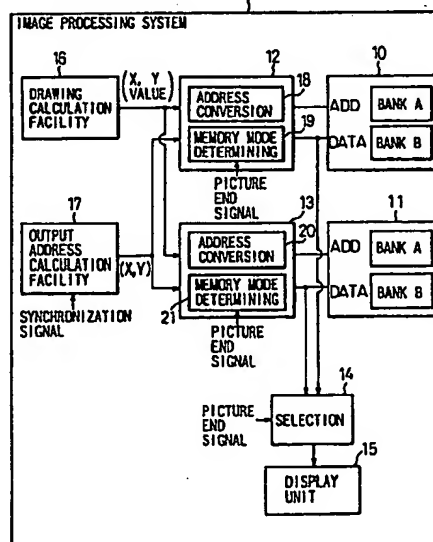 IMAGE PROCESSING SYSTEM
16
DRAWING
CALCULATION
FACILITY
(X, Y
VALUE)
12
ADDRESS
CONVERSION
18
MEMORY MODE
DETERMINING
19
PICTURE
END
SIGNAL
10
ADD
BANK A
DATA
BANK B
17
OUTPUT
ADDRESS
CALCULATION
FACILITY
(X,Y)
SYNCHRONIZATION
SIGNAL
13
ADDRESS
CONVERSION
20
MEMORY MODE
DETERMINING
21
PICTURE
END
SIGNAL
11
ADD
BANK A
DATA
BANK B
14
PICTURE
END
SIGNAL
SELECTION
15
DISPLAY
UNIT